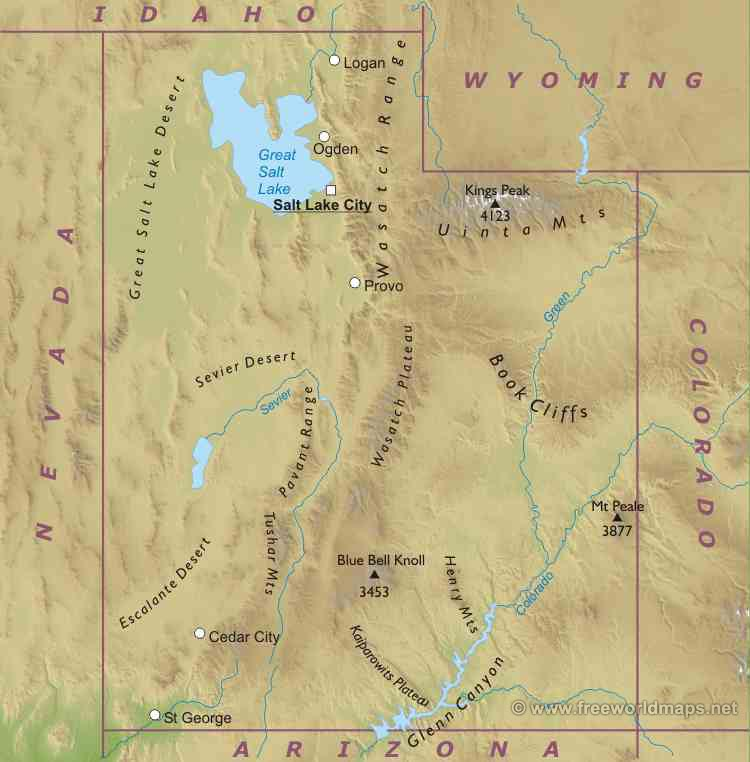 IDAHO
WYOMING
NEVADA
COLORADO
ARIZONA
Logan
Wasatch Range
Great Salt Lake Desert
Ogden
Great
Salt
Lake
Salt Lake City
Kings Peak
4123
Uinta Mts
Provo
Green
Sevier Desert
Sevier
Wasatch Plateau
Book Cliffs
Pavant Range
Mt Peale
3877
Tushar Mts
Escalante Desert
Blue Bell Knoll
3453
Henry Mts
Colorado
Cedar City
Kaiparowits Plateau
Glenn Canyon
St George
© www.freeworldmaps.net